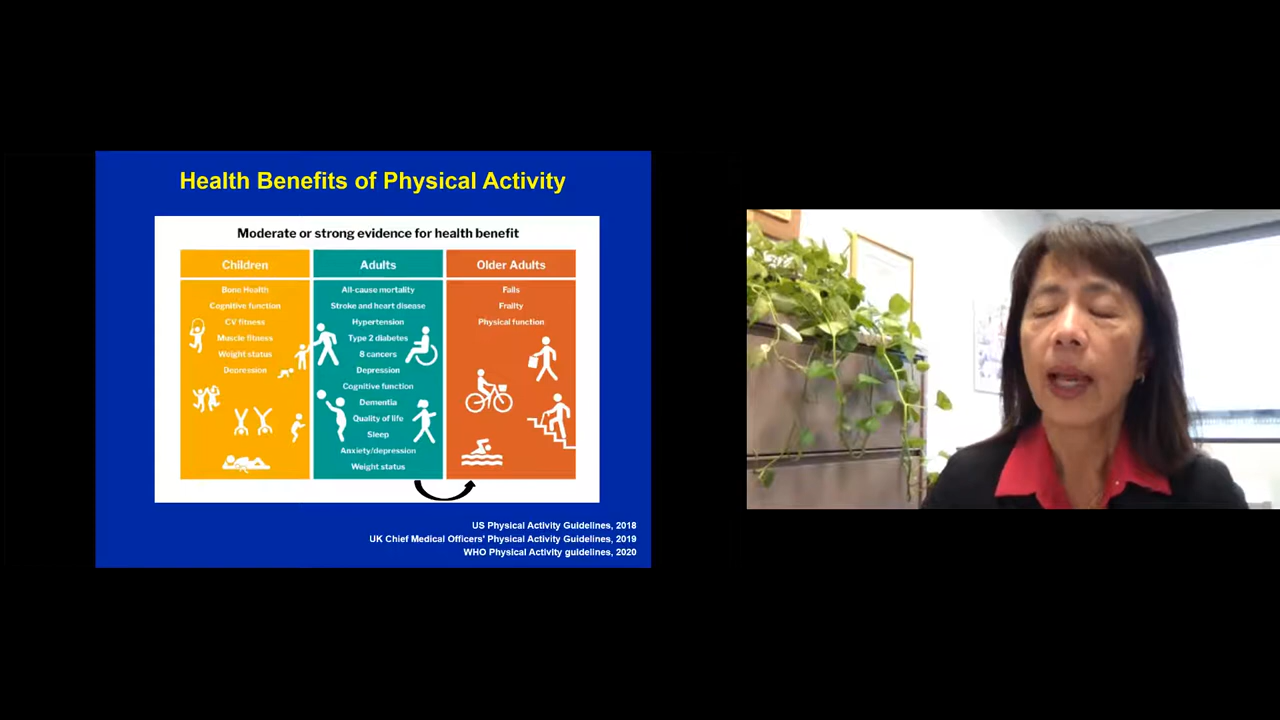 Health Benefits of Physical Activity
Moderate or strong evidence for health benefit
Children
Bone Health
Cognitive function
CV fitness
Muscle fitness
Weight status
Depression
Adults
All-cause mortality
Stroke and heart disease
Hypertension
Type 2 diabetes
8 cancers
Depression
Cognitive function
Dementia
Quality of life
Sleep
Anxiety/depression
Weight status
Older Adults
Falls
Frailty
Physical function
US Physical Activity Guidelines, 2018
UK Chief Medical Officers' Physical Activity Guidelines, 2019
WHO Physical Activity guidelines, 2020